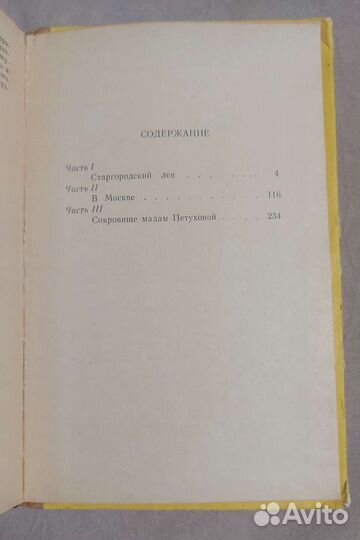 СОДЕРЖАНИЕ
Часть I
Старгородский лев . . . . . . . 4
Часть II
В Москве . . . . . . . . . . . 116
Часть III
Сокровище мадам Петуховой . . . . 234
Avito